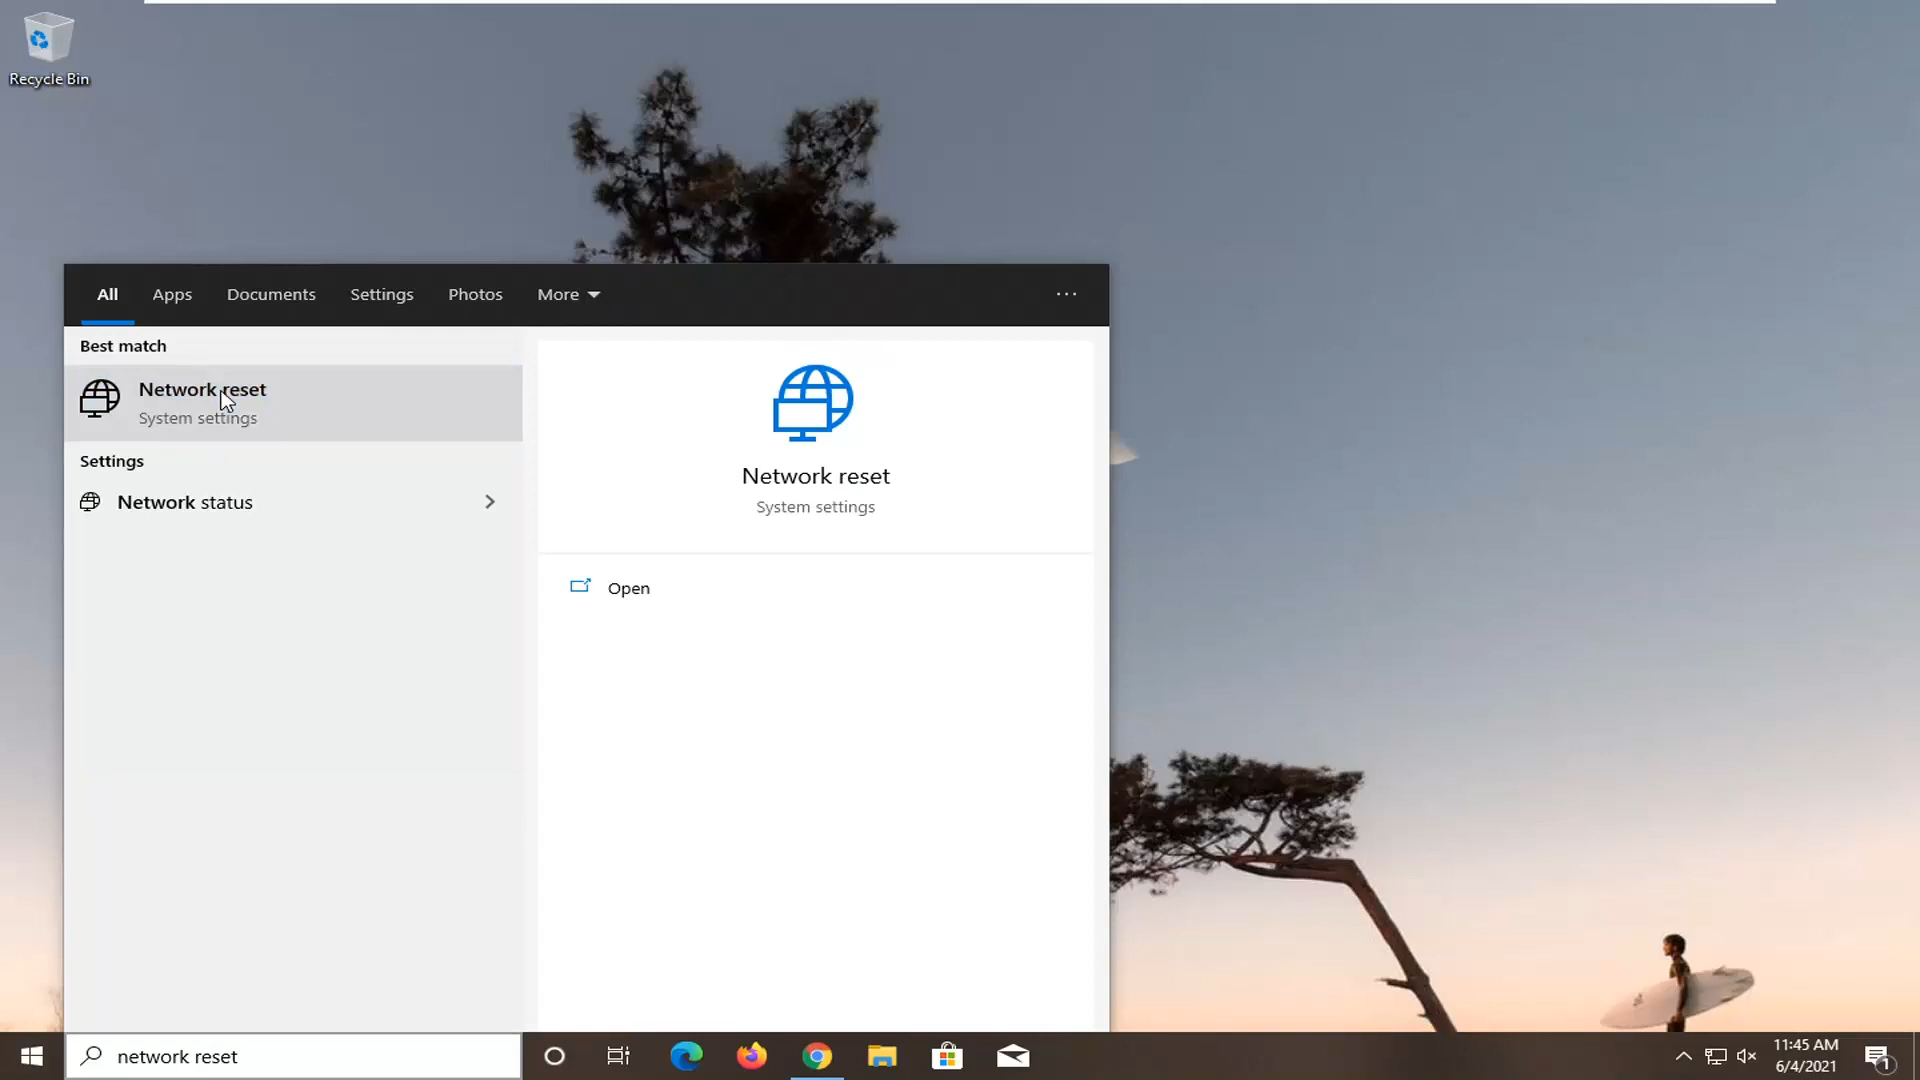 Recycle Bin
All Apps Documents Settings Photos More ...
Best match
Network reset
System settings
Settings
Network status
Network reset
System settings
Open
network reset
11:45 AM
6/4/2021
1